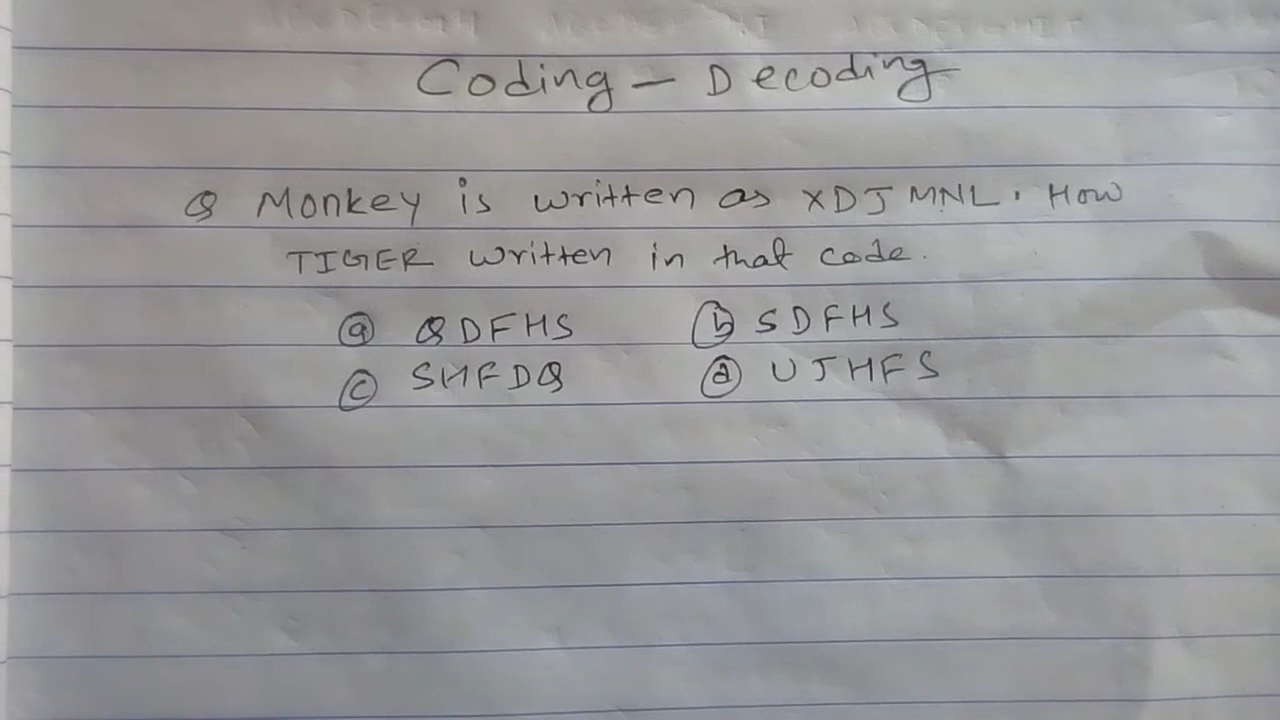 Coding - Decoding
Q Monkey is written as XDJMNL. How
TIGER written in that code.
(a) QDFHS (b) SDFHS
(c) SHFDQ (d) UJHFS